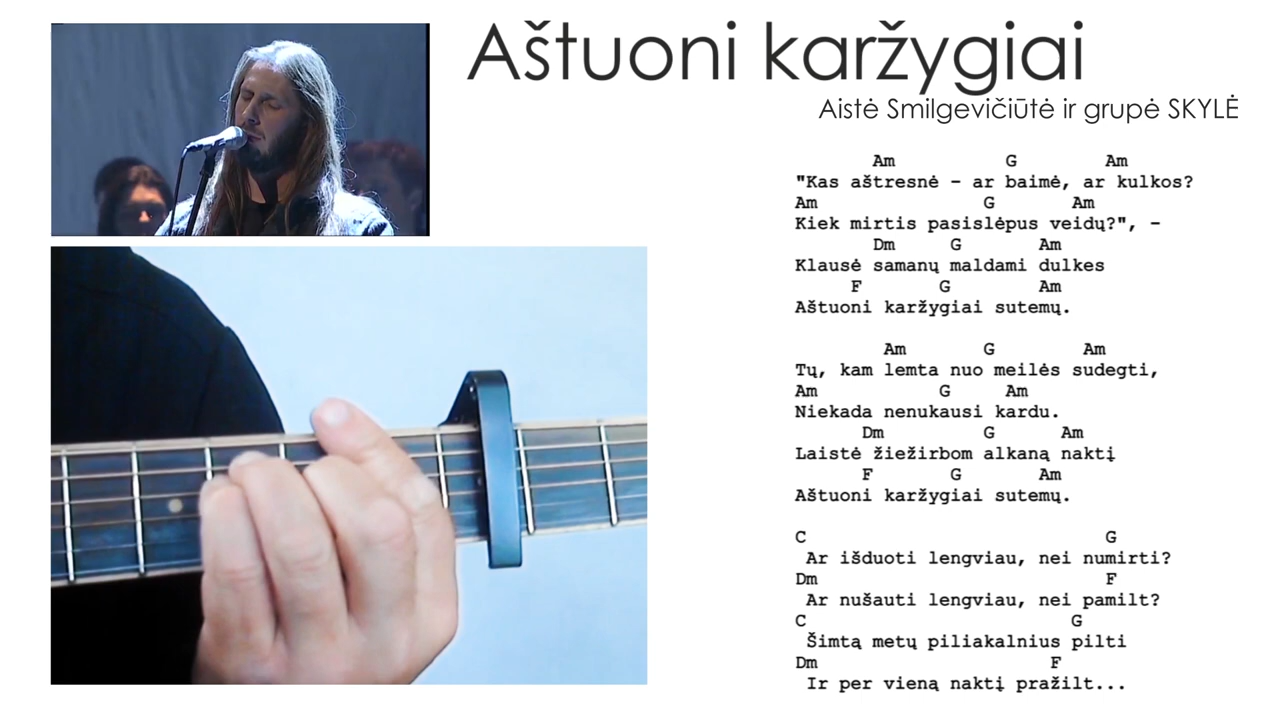 Aštuoni karžygiai
Aistė Smilgevičiūtė ir grupė SKYLĖ
Am G Am
"Kas aštresnė – ar baimė, ar kulkos?
Am G Am
Kiek mirtis pasislėpus veidų?", –
Dm G Am
Klausė samanų maldami dulkes
F G Am
Aštuoni karžygiai sutemų.
Am G Am
Tų, kam lemta nuo meilės sudegti,
Am G Am
Niekada nenukausi kardu.
Dm G Am
Laistė žiežirbom alkaną naktį
F G Am
Aštuoni karžygiai sutemų.
C G
Ar išduoti lengviau, nei numirti?
Dm F
Ar nušauti lengviau, nei pamilt?
C G
Šimtą metų piliakalnius pilti
Dm F
Ir per vieną naktį pražilt...